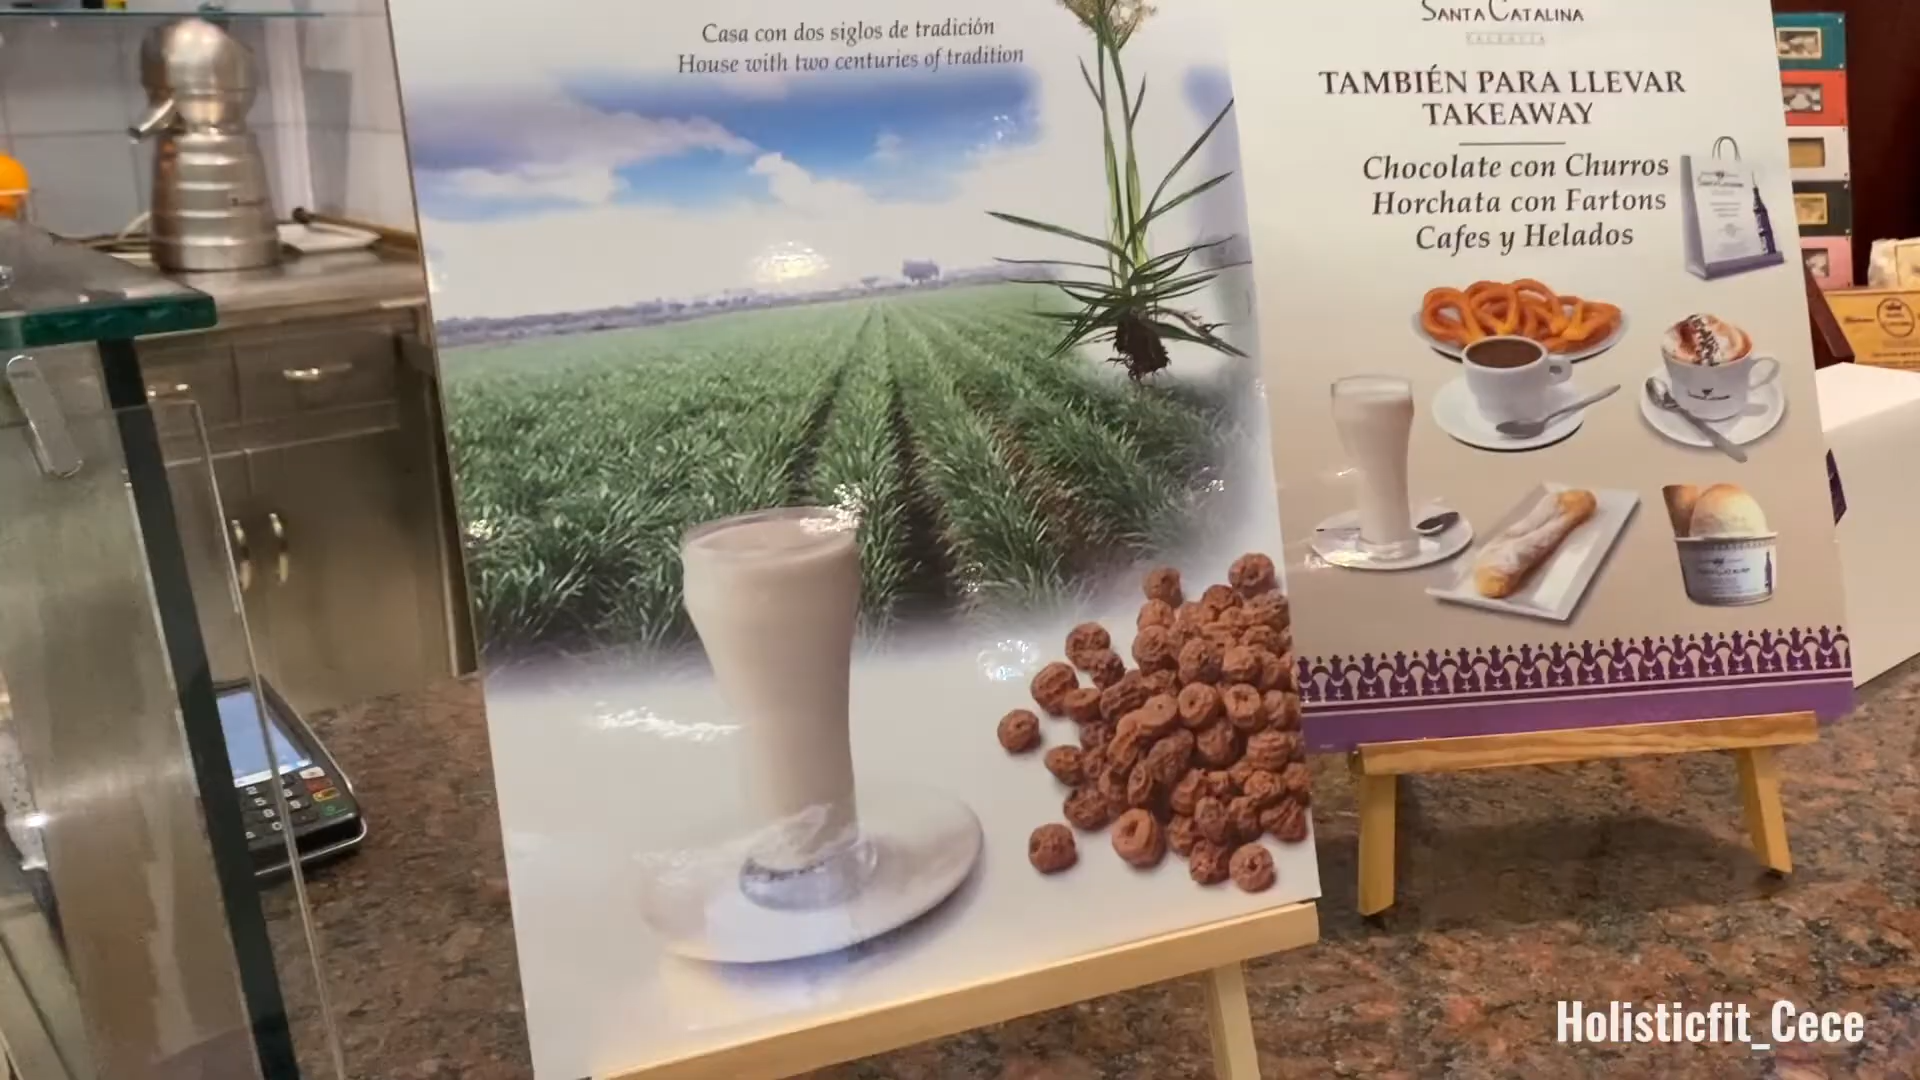 Casa con dos siglos de tradición
House with two centuries of tradition
SANTA CATALINA
VALENCIA
TAMBIÉN PARA LLEVAR
TAKEAWAY
Chocolate con Churros
Horchata con Fartons
Cafes y Helados
Holisticfit_Cece